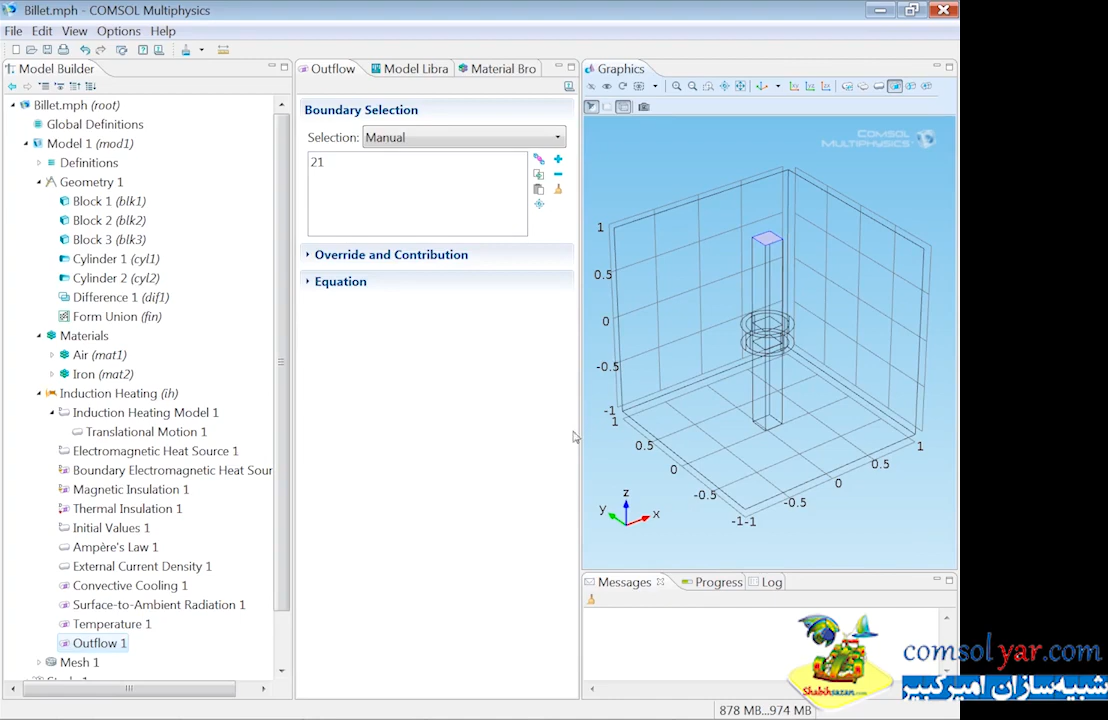 Billet.mph - COMSOL Multiphysics
File Edit View Options Help
Model Builder
Billet.mph (root)
Global Definitions
Model 1 (mod1)
Definitions
Geometry 1
Block 1 (blk1)
Block 2 (blk2)
Block 3 (blk3)
Cylinder 1 (cyl1)
Cylinder 2 (cyl2)
Difference 1 (dif1)
Form Union (fin)
Materials
Air (mat1)
Iron (mat2)
Induction Heating (ih)
Induction Heating Model 1
Translational Motion 1
Electromagnetic Heat Source 1
Boundary Electromagnetic Heat Sour
Magnetic Insulation 1
Thermal Insulation 1
Initial Values 1
Ampère's Law 1
External Current Density 1
Convective Cooling 1
Surface-to-Ambient Radiation 1
Temperature 1
Outflow 1
Mesh 1
Outflow Model Libra Material Bro
Boundary Selection
Selection: Manual
21
Override and Contribution
Equation
Graphics
COMSOL
MULTIPHYSICS
1
0.5
0
-0.5
-1
1
0.5
0
-0.5
-1
-1
-0.5
0
0.5
1
z
y
x
Messages Progress Log
878 MB...974 MB
comsolyar.com
شبیه‌سازان امیرکبیر
Shabihsazan.com